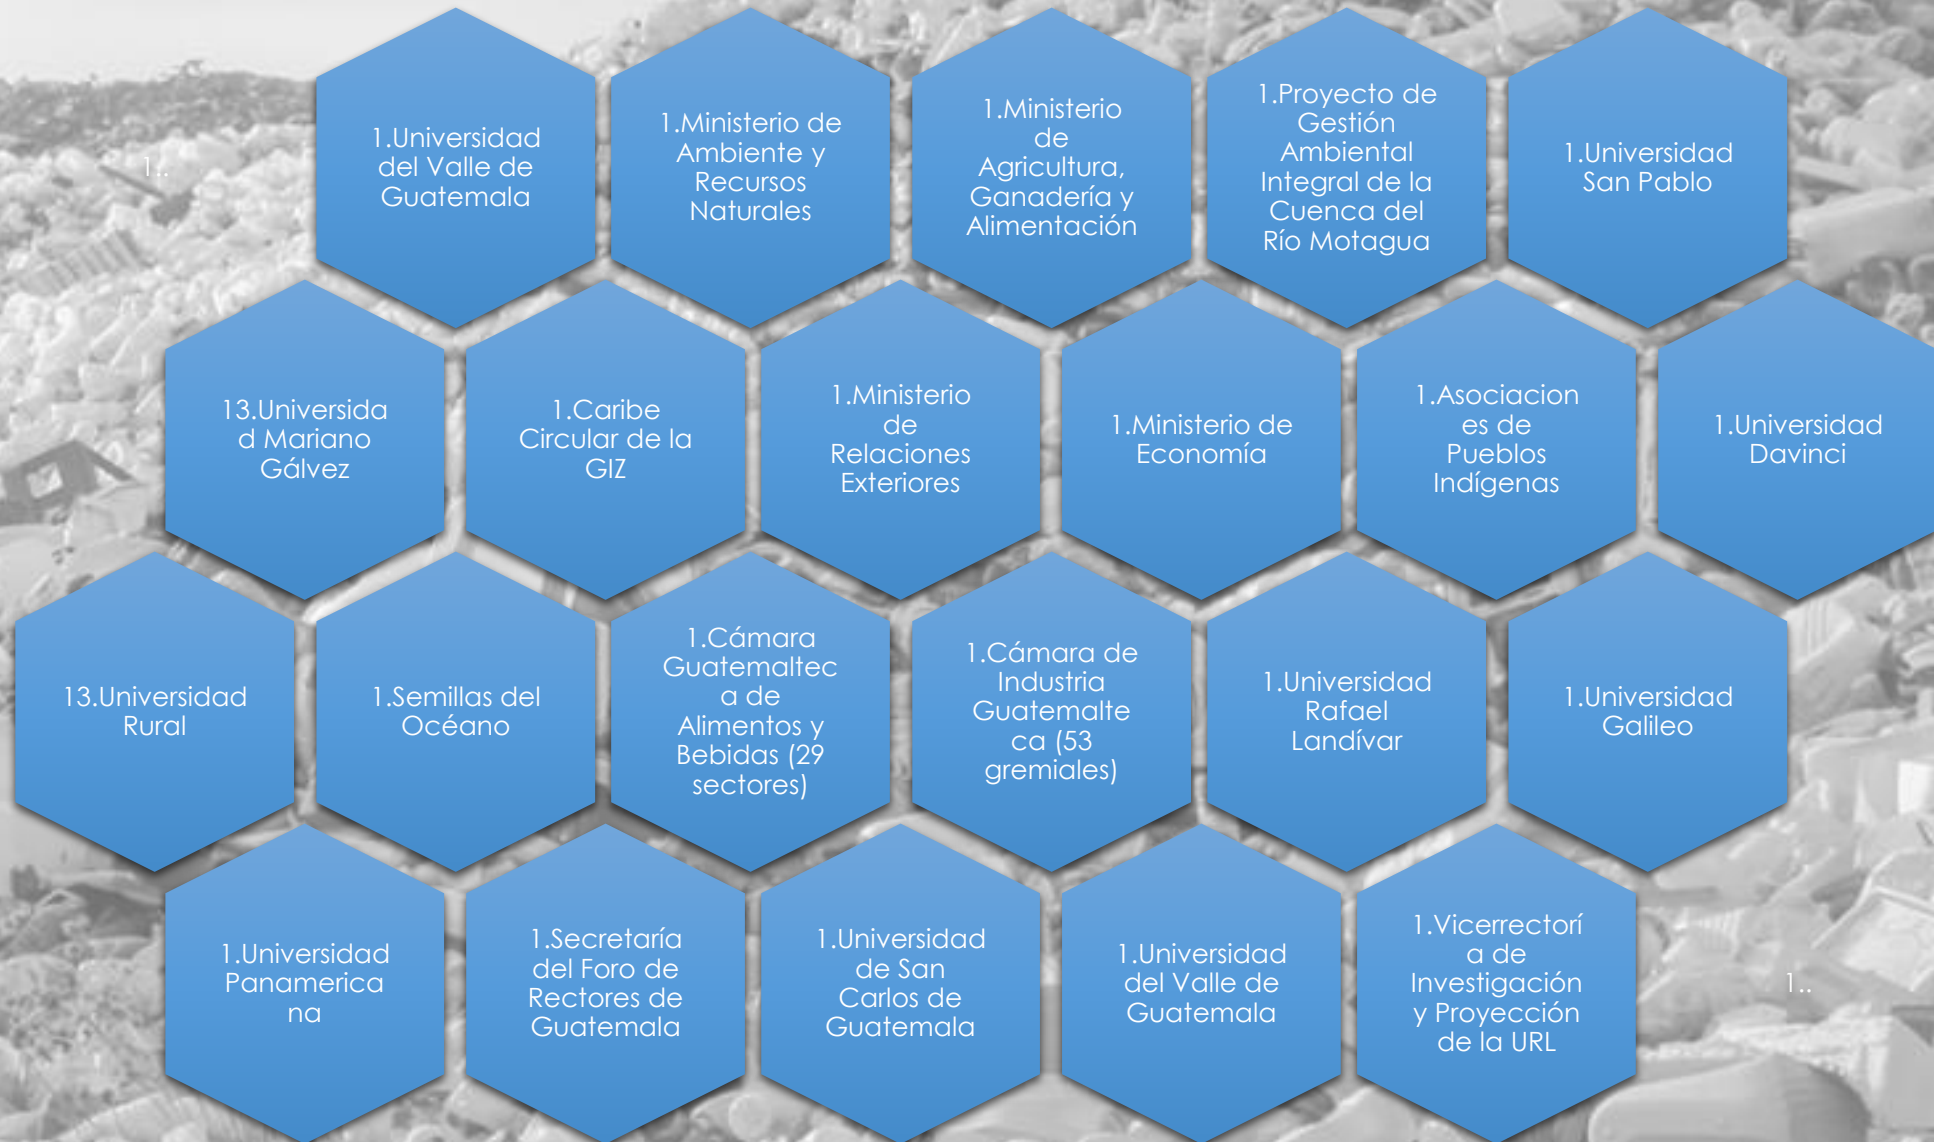 1.Universidad
del Valle de
Guatemala
1.Ministerio de
Ambiente y
Recursos
Naturales
1.Ministerio
de
Agricultura,
Ganadería y
Alimentación
1.Proyecto de
Gestión
Ambiental
Integral de la
Cuenca del
Río Motagua
1.Universidad
San Pablo
1..
13.Universida
d Mariano
Gálvez
1.Caribe
Circular de la
GIZ
1.Ministerio
de
Relaciones
Exteriores
1.Ministerio de
Economía
1.Asociacion
es de
Pueblos
Indígenas
1.Universidad
Davinci
13.Universidad
Rural
1.Semillas del
Océano
1.Cámara
Guatemaltec
a de
Alimentos y
Bebidas (29
sectores)
1.Cámara de
Industria
Guatemalte
ca (53
gremiales)
1.Universidad
Rafael
Landívar
1.Universidad
Galileo
1.Universidad
Panamerica
na
1.Secretaría
del Foro de
Rectores de
Guatemala
1.Universidad
de San
Carlos de
Guatemala
1.Universidad
del Valle de
Guatemala
1.Vicerrectorí
a de
Investigación
y Proyección
de la URL
1..